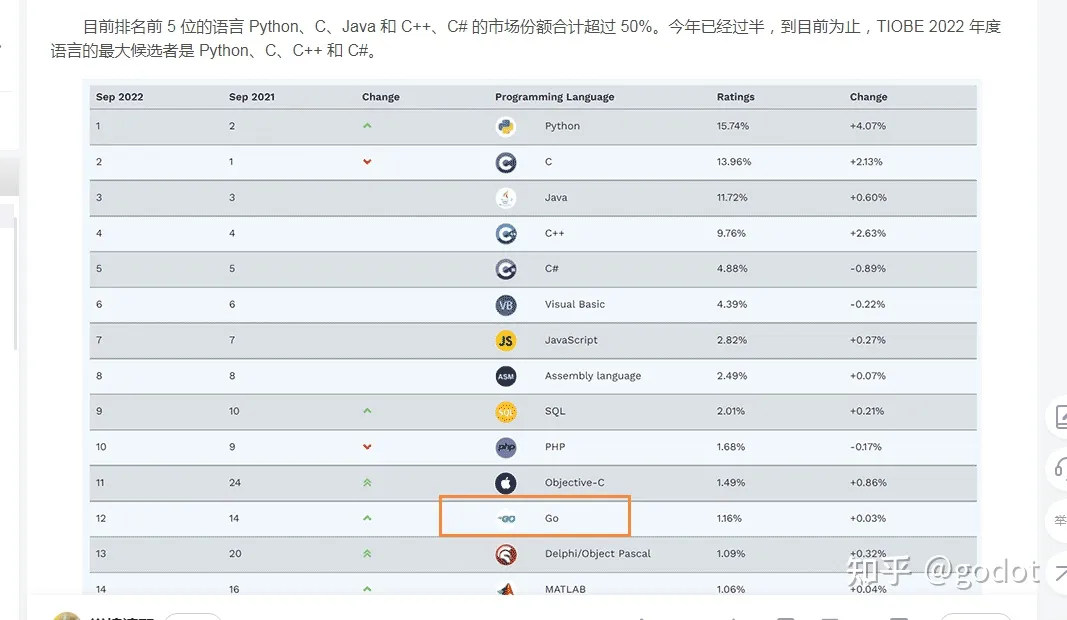 目前排名前 5 位的语言 Python、C、Java 和 C++、C# 的市场份额合计超过 50%。今年已经过半，到目前为止，TIOBE 2022 年度
语言的最大候选者是 Python、C、C++ 和 C#。
Sep 2022 Sep 2021 Change Programming Language Ratings Change
1 2 Python 15.74% +4.07%
2 1 C 13.96% +2.13%
3 3 Java 11.72% +0.60%
4 4 C++ 9.76% +2.63%
5 5 C# 4.88% -0.89%
6 6 VB Visual Basic 4.39% -0.22%
7 7 JS JavaScript 2.82% +0.27%
8 8 ASM Assembly language 2.49% +0.07%
9 10 SQL SQL 2.01% +0.21%
10 9 php PHP 1.68% -0.17%
11 24 Objective-C 1.49% +0.86%
12 14 GO Go 1.16% +0.03%
13 20 Delphi/Object Pascal 1.09% +0.32%
14 16 MATLAB 1.06% +0.04%
知乎 @godot
举